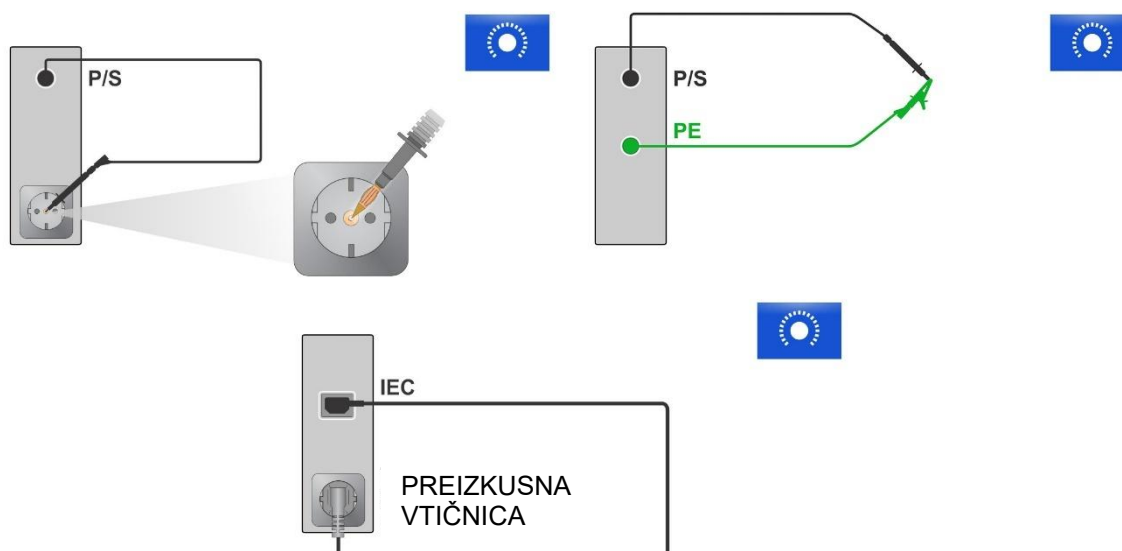 P/S
P/S
PE
IEC
PREIZKUSNA
VTIČNICA